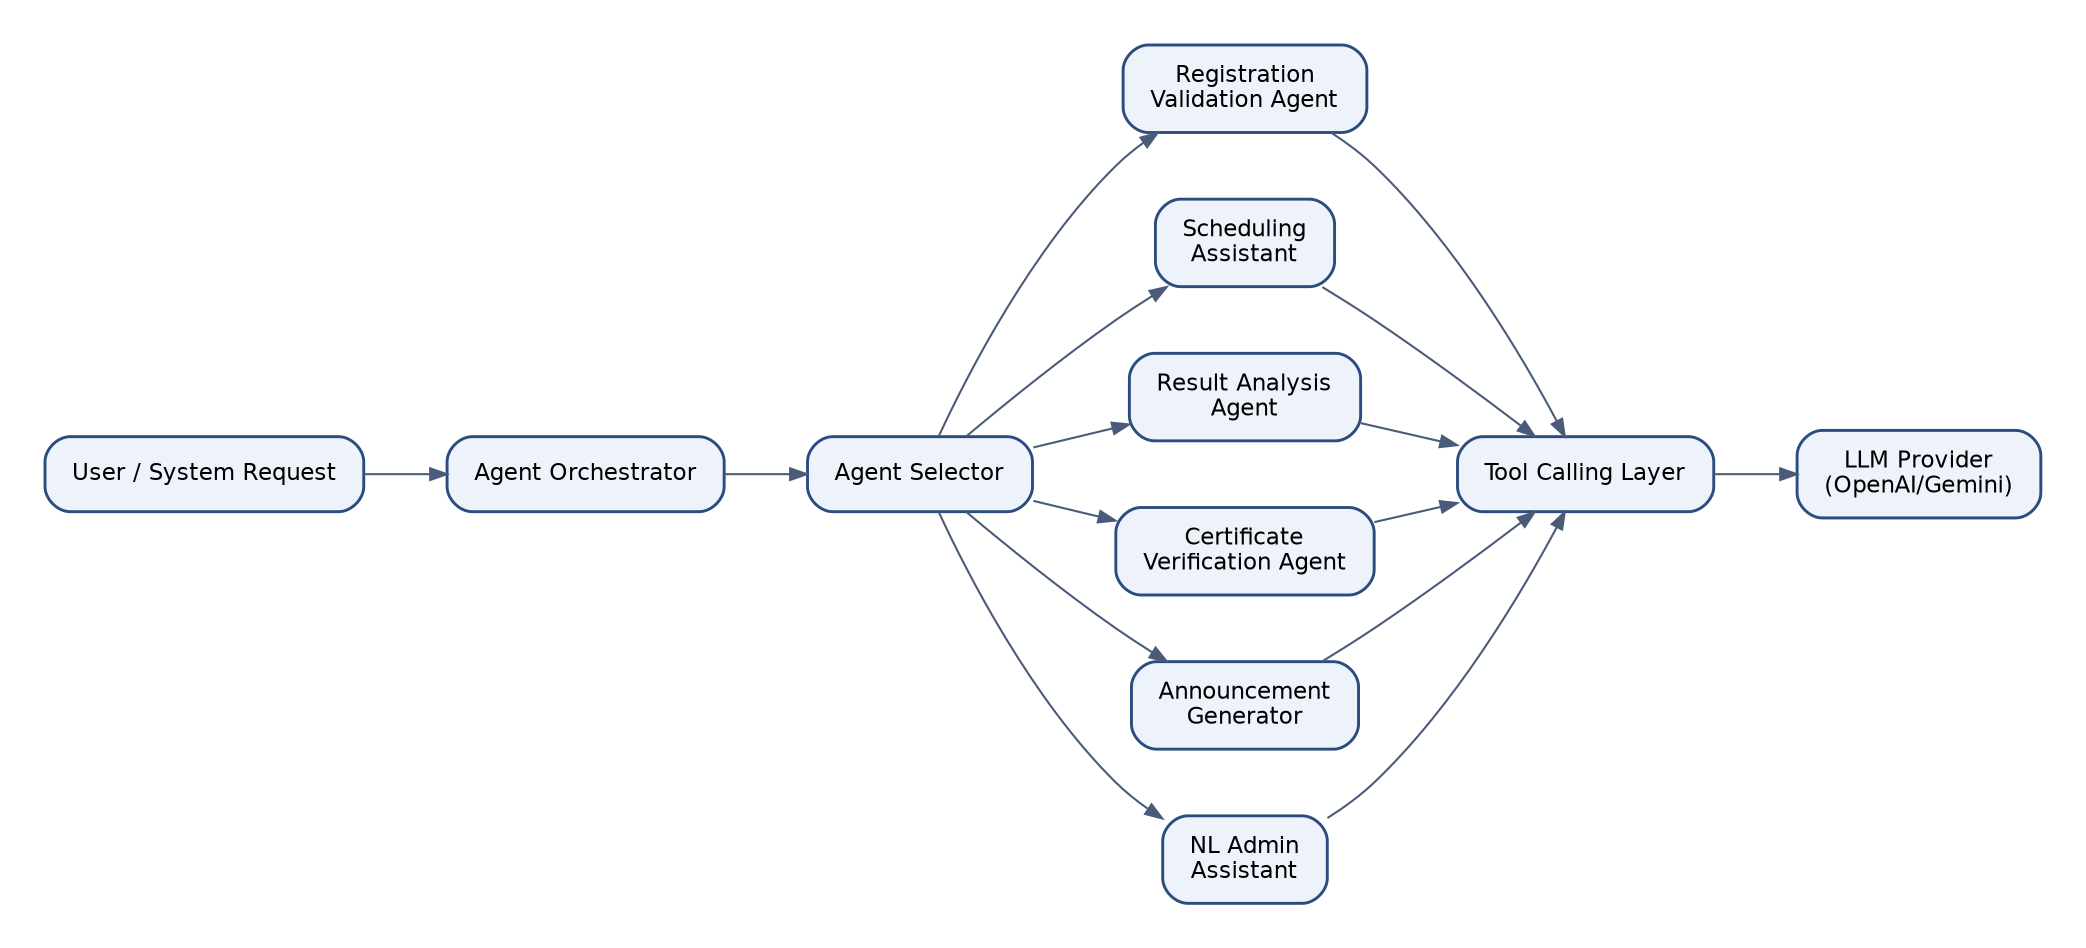 Registration
Validation Agent
Scheduling
Assistant
Result Analysis
Agent
User / System Request
Agent Orchestrator
Agent Selector
Tool Calling Layer
LLM Provider
(OpenAI/Gemini)
Certificate
Verification Agent
Announcement
Generator
NL Admin
Assistant